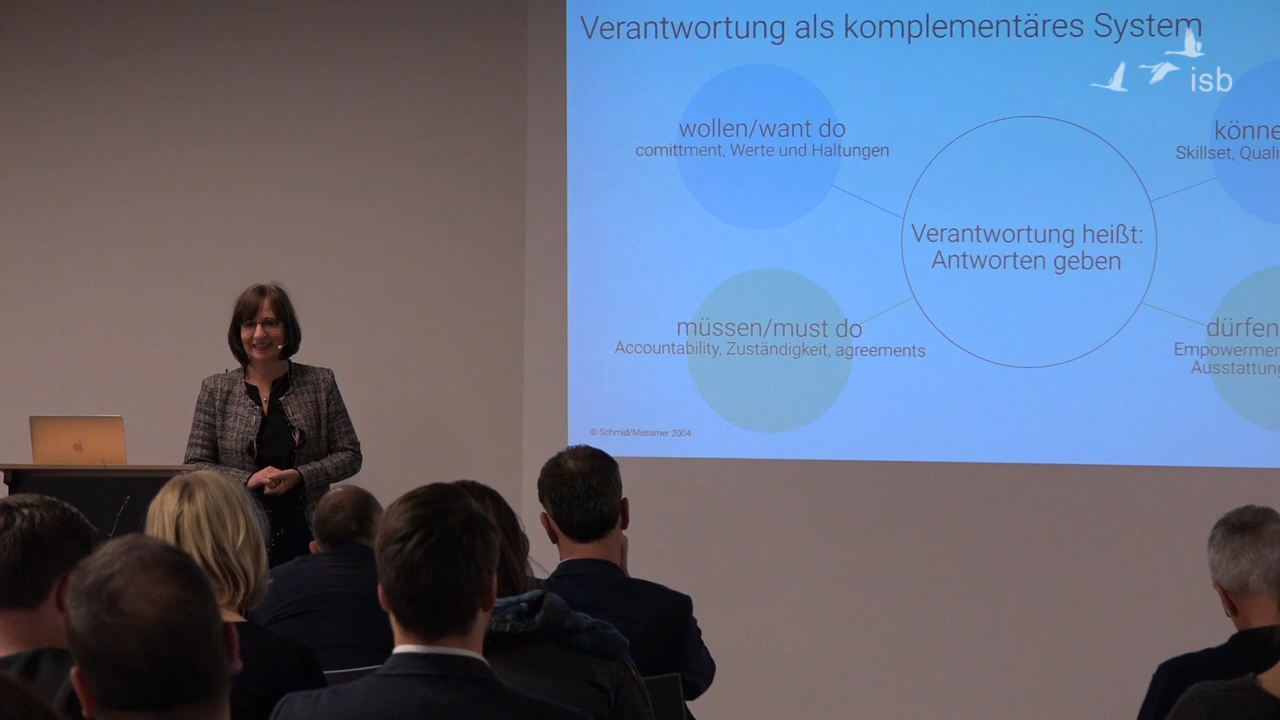 Verantwortung als komplementäres System
isb
wollen/want do
comittment, Werte und Haltungen
Verantwortung heißt:
Antworten geben
müssen/must do
Accountability, Zuständigkeit, agreements
dürfen
© Schmid/Messmer 2004